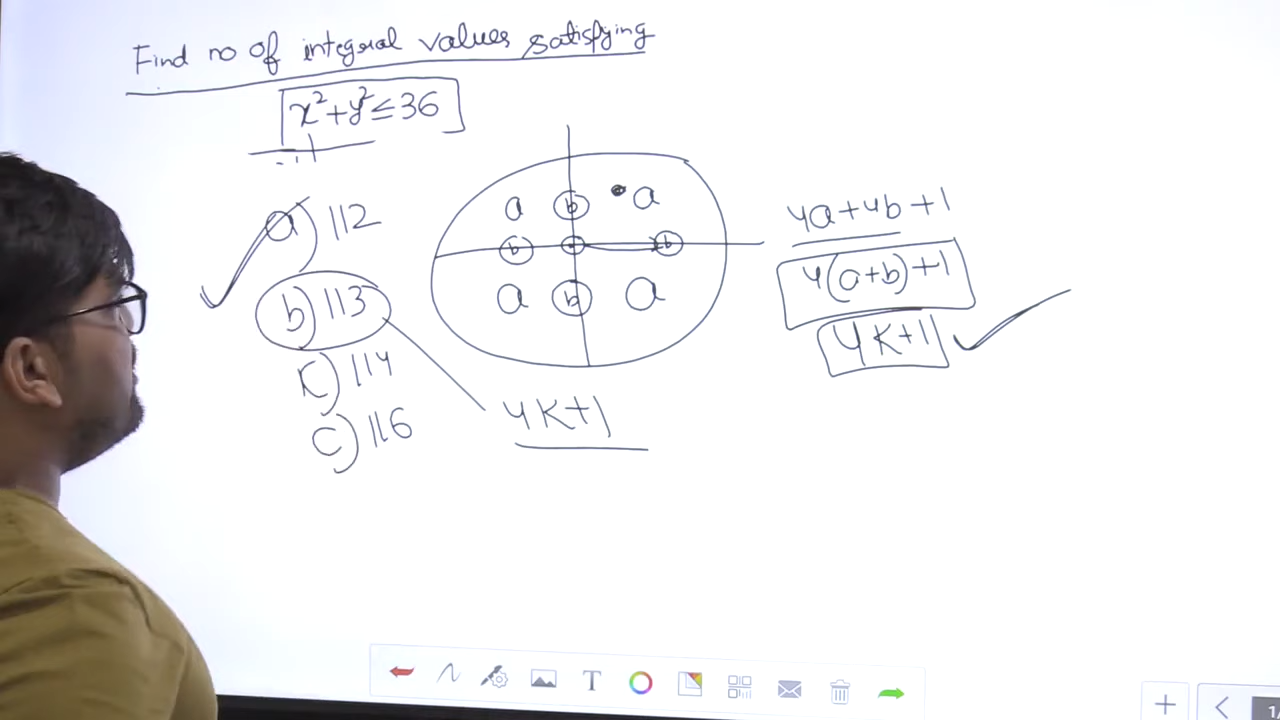 Find no of integral values satisfying
x²+y²≤36
a) 112
b) 113
c) 114
c) 116
a b a
b b
a b a
4a+4b+1
4(a+b)+1
4K+1
4K+1
T
+ < 1